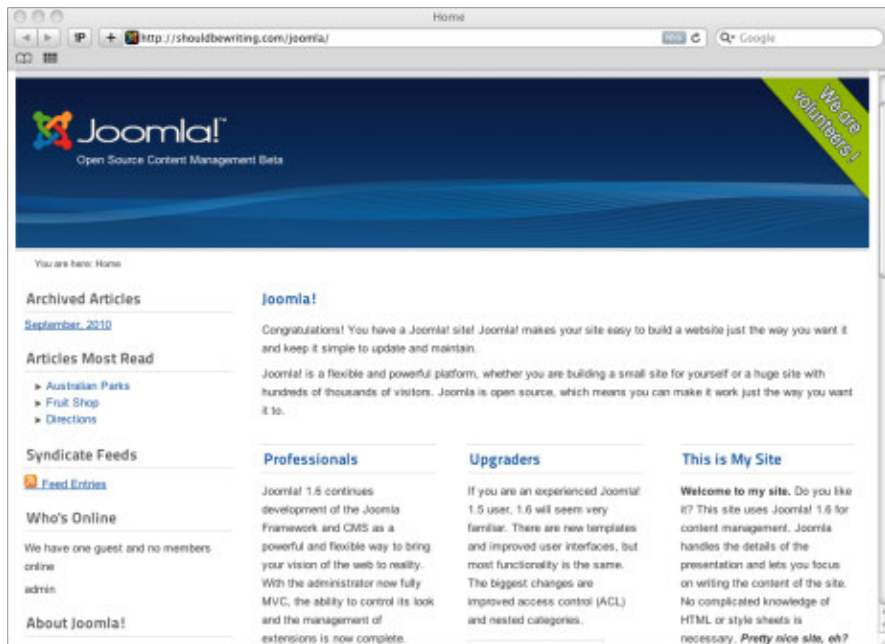 Home
http://shouldbewriting.com/joomla/
Google
Joomla!™
Open Source Content Management Beta
We are
volunteers !
You are here: Home
Archived Articles
September, 2010
Articles Most Read
Australian Parks
Fruit Shop
Directions
Syndicate Feeds
Feed Entries
Who's Online
We have one guest and no members
online
admin
About Joomla!
Joomla!
Congratulations! You have a Joomla! site! Joomla! makes your site easy to build a website just the way you want it
and keep it simple to update and maintain.
Joomla! is a flexible and powerful platform, whether you are building a small site for yourself or a huge site with
hundreds of thousands of visitors. Joomla is open source, which means you can make it work just the way you want
it to.
Professionals
Joomla! 1.6 continues
development of the Joomla
Framework and CMS as a
powerful and flexible way to bring
your vision of the web to reality.
With the administrator now fully
MVC, the ability to control its look
and the management of
extensions is now complete.
Upgraders
If you are an experienced Joomla!
1.5 user, 1.6 will seem very
familiar. There are new templates
and improved user interfaces, but
most functionality is the same.
The biggest changes are
improved access control (ACL)
and nested categories.
This is My Site
Welcome to my site. Do you like
it? This site uses Joomla! 1.6 for
content management. Joomla
handles the details of the
presentation and lets you focus
on writing the content of the site.
No complicated knowledge of
HTML or style sheets is
necessary. Pretty nice site, eh?